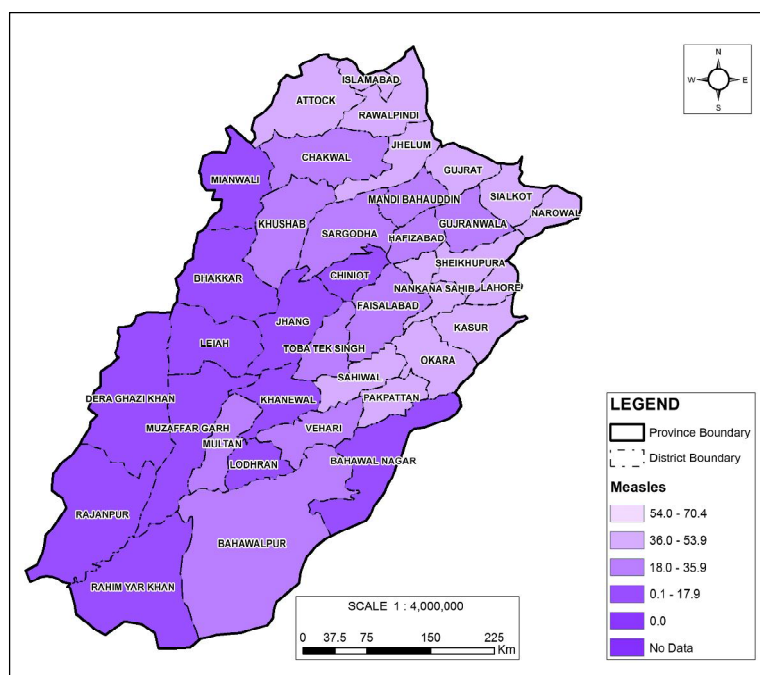 N
W E
S
ISLAMABAD
ATTOCK
RAWALPINDI
JHELUM
CHAKWAL
GUJRAT
MIANWALI
SIALKOT
MANDI BAHAUDDIN
NAROWAL
KHUSHAB
GUJRANWALA
SARGODHA
HAFIZABAD
SHEIKHUPURA
BHAKKAR
CHINIOT
NANKANA SAHIB
LAHORE
FAISALABAD
JHANG
KASUR
LEIAH
TOBA TEK SINGH
OKARA
SAHIWAL
DERA GHAZI KHAN
KHANEWAL
PAKPATTAN
MUZAFFAR GARH
VEHARI
MULTAN
BAHAWAL NAGAR
LODHRAN
RAJANPUR
BAHAWALPUR
RAHIM YAR KHAN
LEGEND
Province Boundary
District Boundary
Measles
54.0 - 70.4
36.0 - 53.9
18.0 - 35.9
0.1 - 17.9
0.0
No Data
SCALE 1 : 4,000,000
0 37.5 75 150 225
Km